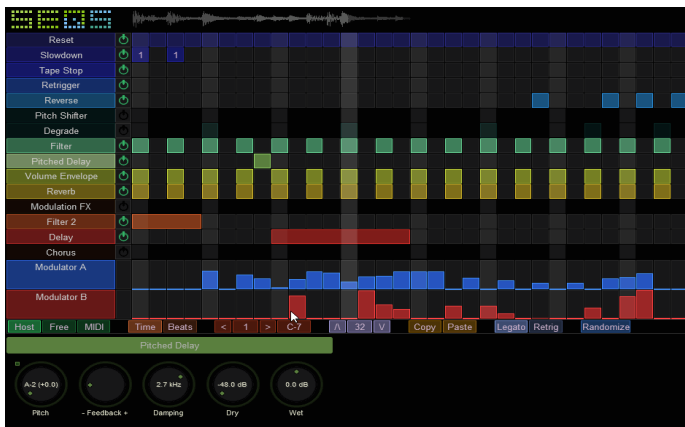 SEQS
Reset
Slowdown 1 1
Tape Stop
Retrigger
Reverse
Pitch Shifter
Degrade
Filter
Pitched Delay
Volume Envelope
Reverb
Modulation FX
Filter 2
Delay
Chorus
Modulator A
Modulator B
Host Free MIDI Time Beats < 1 > C-7 /\ 32 V Copy Paste Legato Retrig Randomize
Pitched Delay
A-2 (+0.0) 2.7 kHz -48.0 dB 0.0 dB
Pitch - Feedback + Damping Dry Wet